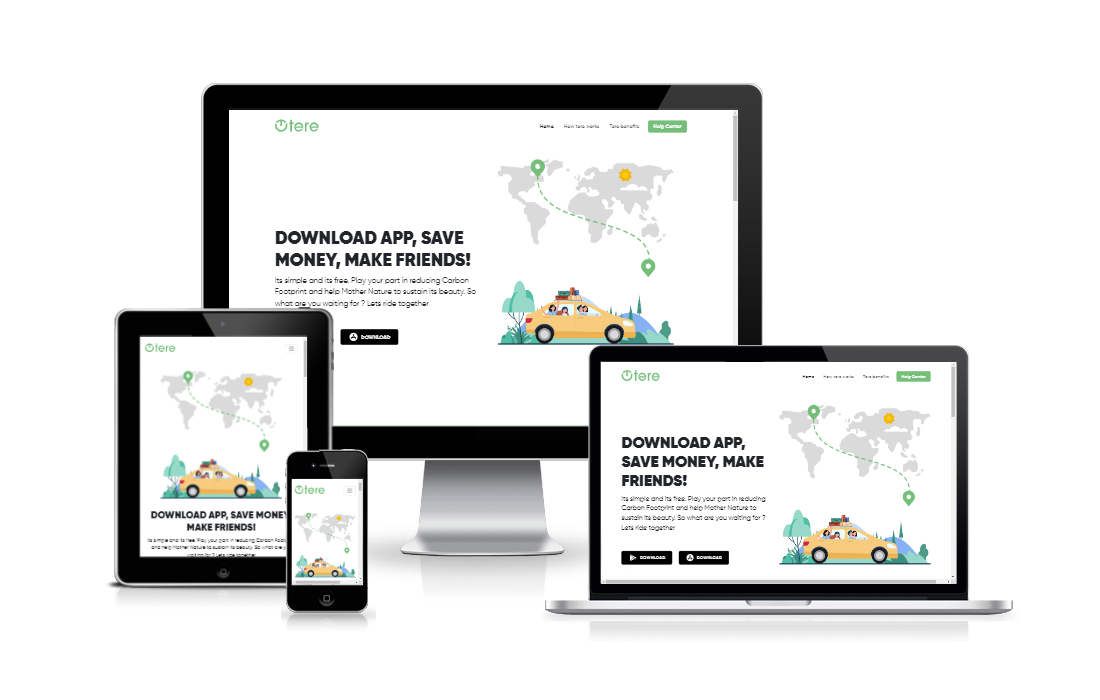 tere
Home How tere works Tere benefits Help Center
DOWNLOAD APP, SAVE
MONEY, MAKE FRIENDS!
Its simple and its free. Play your part in reducing Carbon
Footprint and help Mother Nature to sustain its beauty. So
what are you waiting for ? Lets ride together
DOWNLOAD
tere
DOWNLOAD APP, SAVE MONEY
MAKE FRIENDS!
Its simple and its free. Play your part in reducing Carbon Foot
and help Mother Nature to sustain its beauty. So what are y
waiting for ? Lets ride together
tere
tere
Home How tere works Tere benefits Help Center
DOWNLOAD APP,
SAVE MONEY, MAKE
FRIENDS!
Its simple and its free. Play your part in reducing
Carbon Footprint and help Mother Nature to
sustain its beauty. So what are you waiting for ?
Lets ride together
DOWNLOAD DOWNLOAD